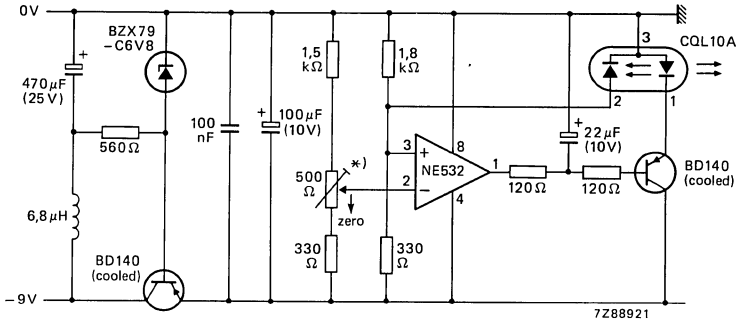 0V
BZX79
-C6V8
+
470μF
(25V)
560Ω
6,8μH
BD140
(cooled)
-9V
100
nF
+
100μF
(10V)
1,5
kΩ
1,8
kΩ
500
Ω
*)
zero
330
Ω
330
Ω
3
+
2
−
NE532
8
4
1
120Ω
+
22μF
(10V)
120Ω
3
CQL10A
2
1
BD140
(cooled)
7Z88921